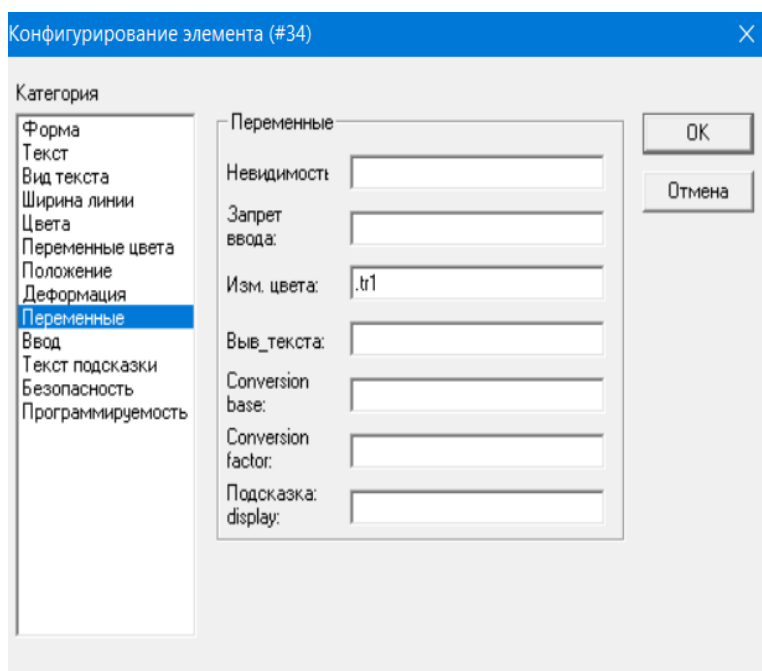 Конфигурирование элемента (#34)
Категория
Форма
Текст
Вид текста
Ширина линии
Цвета
Переменные цвета
Положение
Деформация
Переменные
Ввод
Текст подсказки
Безопасность
Программируемость
Переменные
Невидимость
Запрет
ввода:
Изм. цвета:
.tr1
Выв_текста:
Conversion
base:
Conversion
factor:
Подсказка:
display:
OK
Отмена